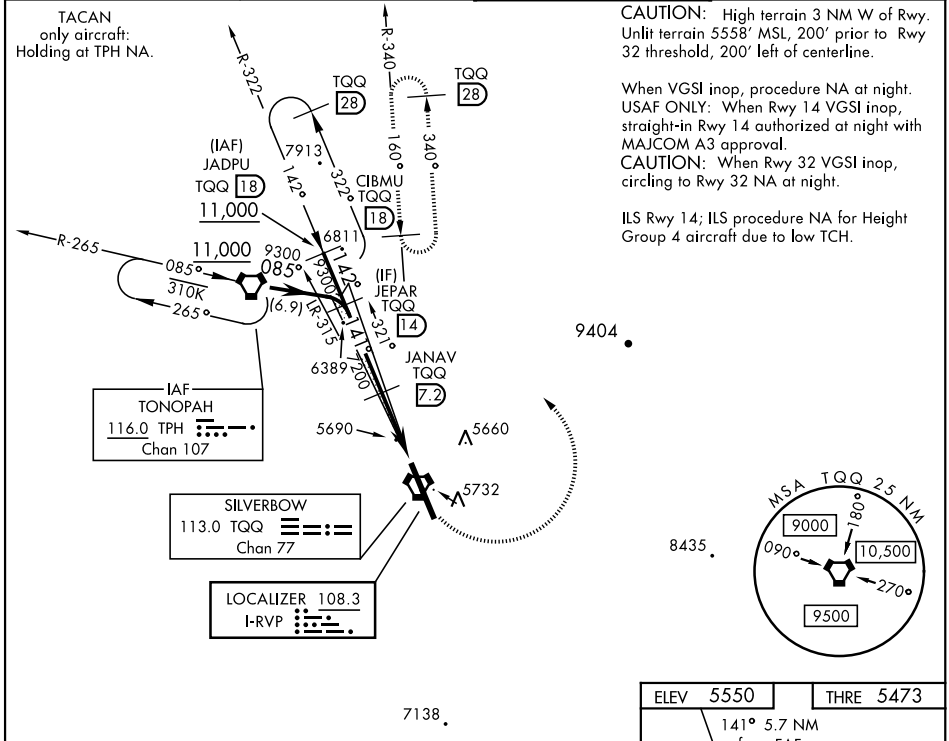 TACAN
only aircraft:
Holding at TPH NA.
CAUTION: High terrain 3 NM W of Rwy.
Unlit terrain 5558' MSL, 200' prior to Rwy
32 threshold, 200' left of centerline.
When VGSI inop, procedure NA at night.
USAF ONLY: When Rwy 14 VGSI inop,
straight-in Rwy 14 authorized at night with
MAJCOM A3 approval.
CAUTION: When Rwy 32 VGSI inop,
circling to Rwy 32 NA at night.
ILS Rwy 14; ILS procedure NA for Height
Group 4 aircraft due to low TCH.
R-322
R-340
TQQ
28
TQQ
28
7913
142°
322°
160°
340°
(IAF)
JADPU
TQQ 18
11,000
CIBMU
TQQ
18
6811
R-265
11,000
9300
085°
310K
265°
085°
(6.9)
9300
142°
LR-315
(IF)
JEPAR
TQQ
14
321°
141°
6389
7200
JANAV
TQQ
7.2
9404
IAF
TONOPAH
116.0 TPH
Chan 107
5690
5660
5732
SILVERBOW
113.0 TQQ
Chan 77
LOCALIZER 108.3
I-RVP
8435
MSA TQQ 25 NM
9000
180°
090°
10,500
270°
9500
7138
ELEV 5550
THRE 5473
141° 5.7 NM